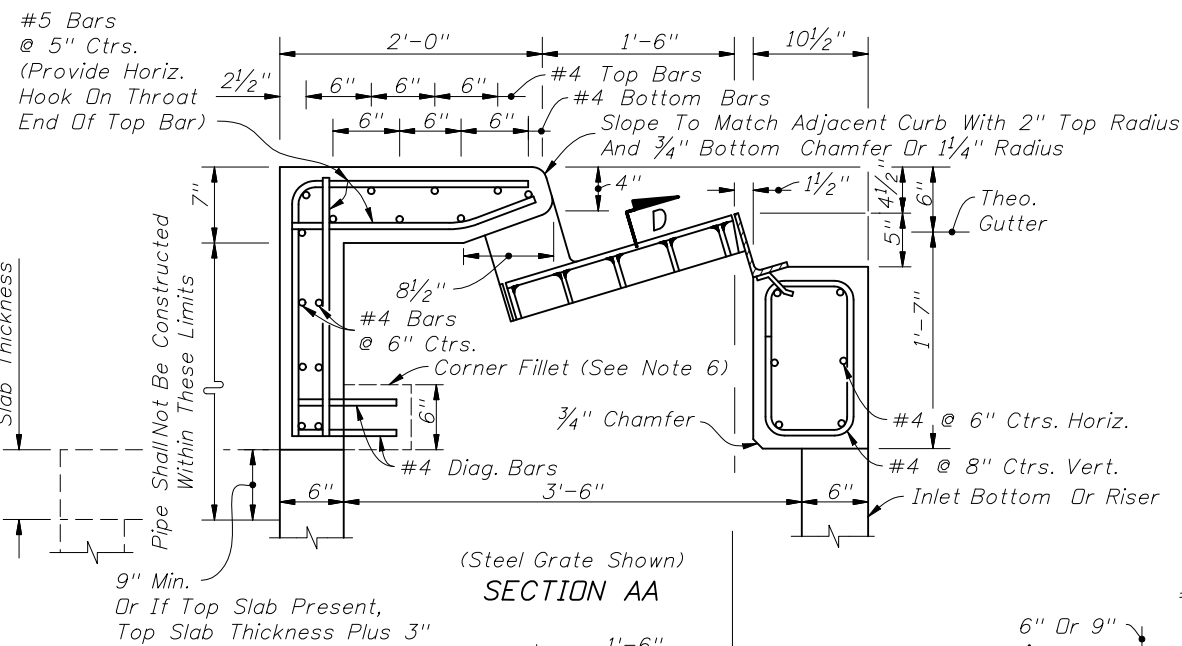 #5 Bars
@ 5" Ctrs.
(Provide Horiz.
Hook On Throat
End Of Top Bar)
2'-0"
1'-6"
10½"
2½"
6"
6"
6"
#4 Top Bars
#4 Bottom Bars
6"
6"
6"
Slope To Match Adjacent Curb With 2" Top Radius
And ¾" Bottom Chamfer Or 1¼" Radius
7"
4"
1½"
4½"
6"
5"
Theo.
Gutter
D
8½"
Slab Thickness
Pipe Shall Not Be Constructed
Within These Limits
#4 Bars
@ 6" Ctrs.
1'-7"
Corner Fillet (See Note 6)
6"
¾" Chamfer
#4 @ 6" Ctrs. Horiz.
#4 Diag. Bars
#4 @ 8" Ctrs. Vert.
6"
3'-6"
6"
Inlet Bottom Or Riser
(Steel Grate Shown)
SECTION AA
9" Min.
Or If Top Slab Present,
Top Slab Thickness Plus 3"
1'-6"
6" Or 9"